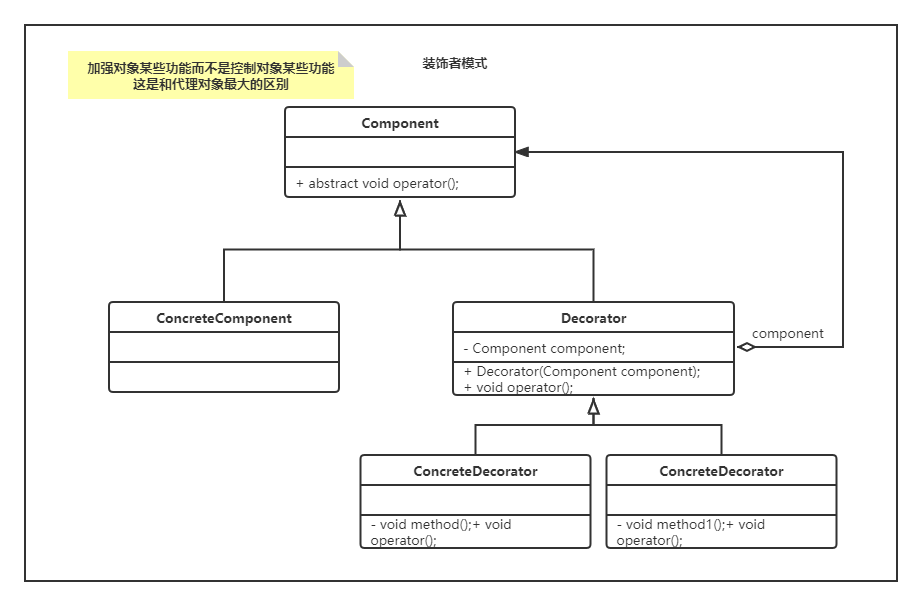 加强对象某些功能而不是控制对象某些功能
这是和代理对象最大的区别
装饰者模式
Component
+ abstract void operator();
ConcreteComponent
Decorator
- Component component;
+ Decorator(Component component);
+ void operator();
component
ConcreteDecorator
- void method();+ void
operator();
ConcreteDecorator
- void method1();+ void
operator();